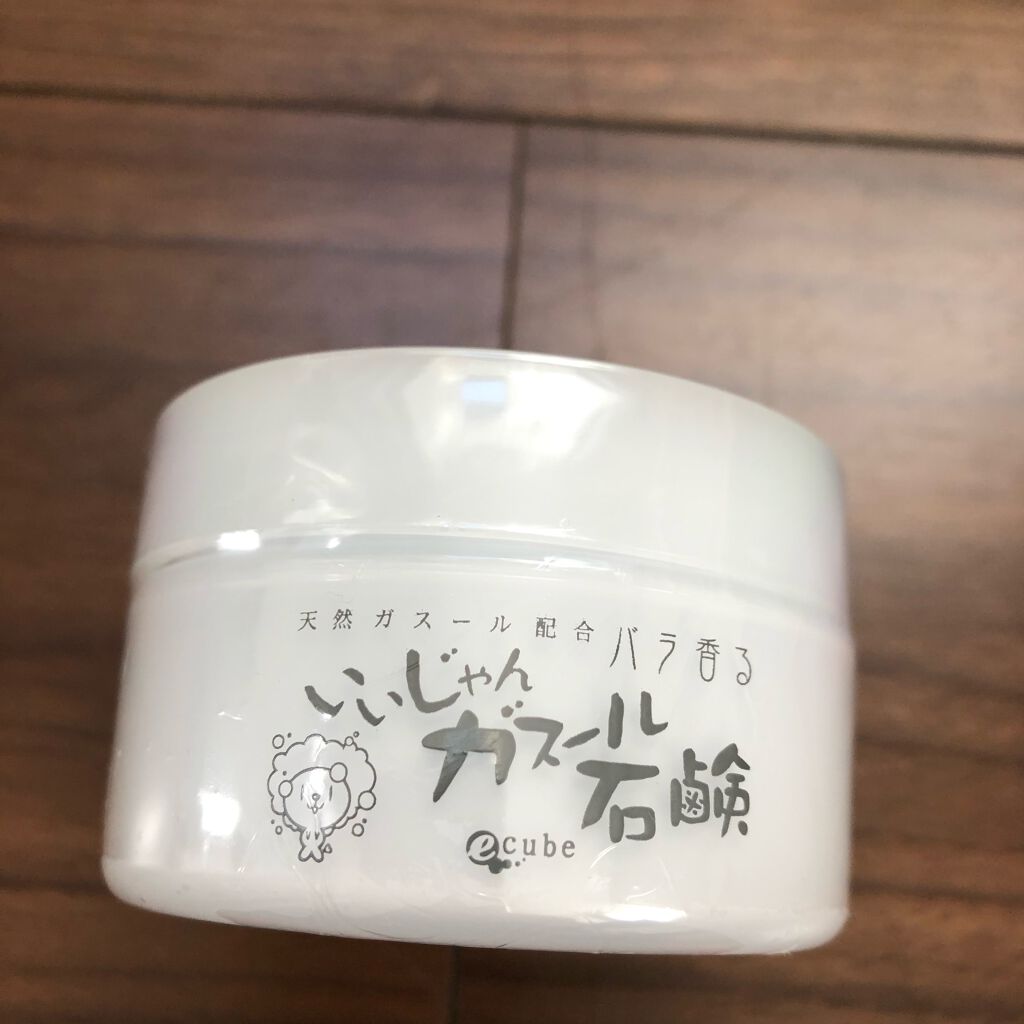 天然ガスール配合 バラ香る
いいじゃん
ガスール
石鹸
ecube